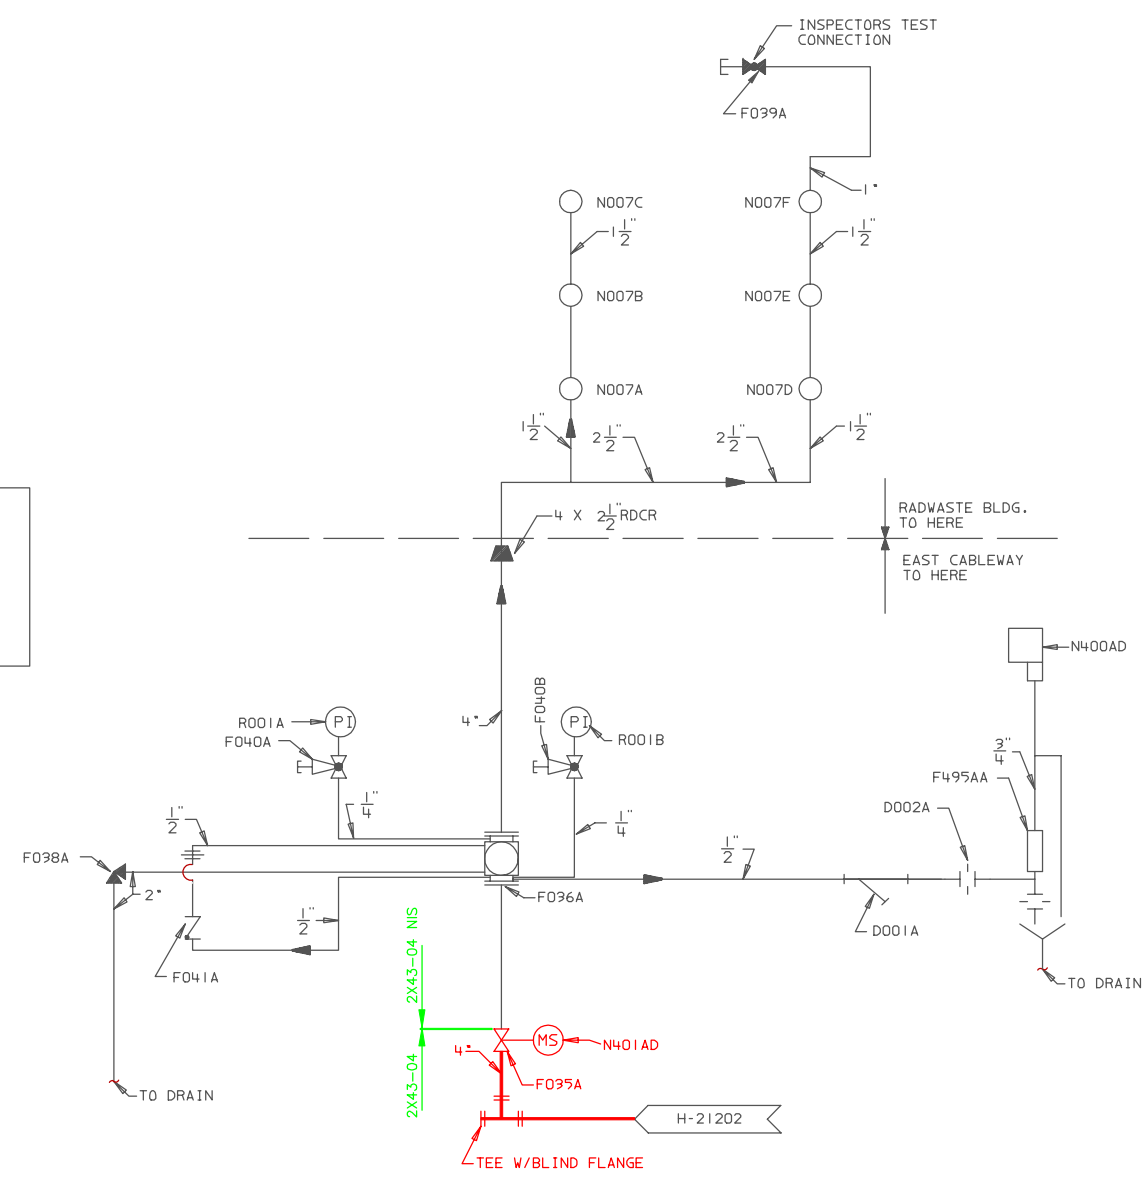 INSPECTORS TEST
CONNECTION
F039A
1"
N007C
N007F
1 1/2"
1 1/2"
N007B
N007E
N007A
N007D
1 1/2"
2 1/2"
2 1/2"
1 1/2"
4 X 2 1/2" RDCR
RADWASTE BLDG.
TO HERE
EAST CABLEWAY
TO HERE
N400AD
F040B
R001A
PI
4"
PI
R001B
F040A
3/4"
F495AA
D002A
1/2"
1/4"
1/4"
1/2"
F038A
2"
F036A
1/2"
D001A
F041A
2X43-04 NIS
TO DRAIN
MS
N401AD
4"
F035A
2X43-04
TO DRAIN
H-21202
TEE W/BLIND FLANGE